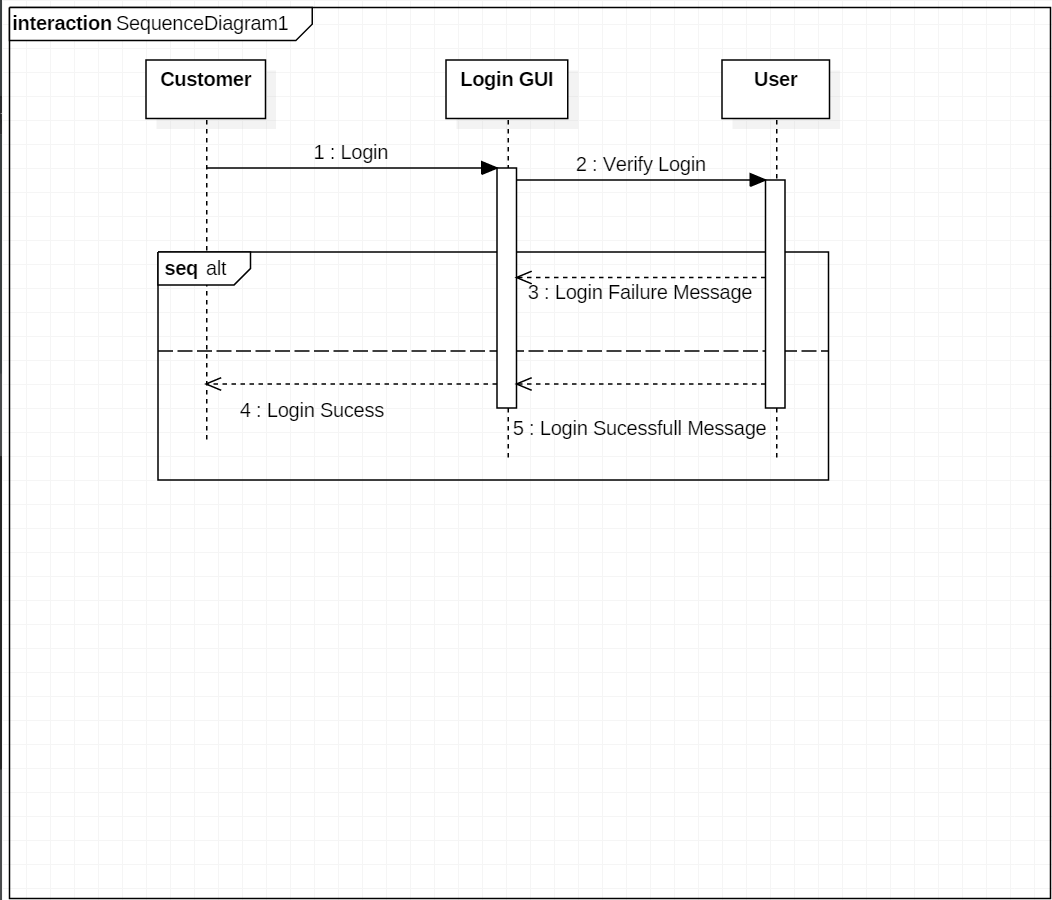 interaction SequenceDiagram1
Customer
Login GUI
User
1 : Login
2 : Verify Login
seq alt
3 : Login Failure Message
4 : Login Sucess
5 : Login Sucessfull Message